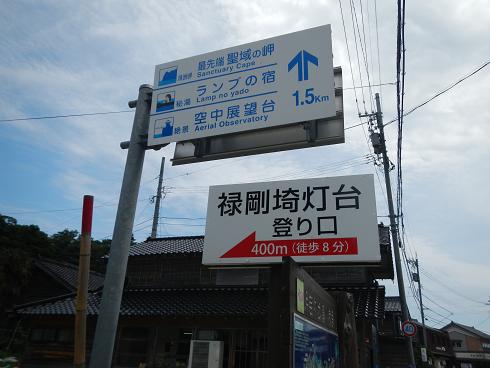 最先端 聖域の岬
Sanctuary Cape
ランプの宿
秘湯 Lamp no yado
空中展望台
絶景 Aerial Observatory
1.5Km
禄剛埼灯台
登り口
400m (徒歩8分)